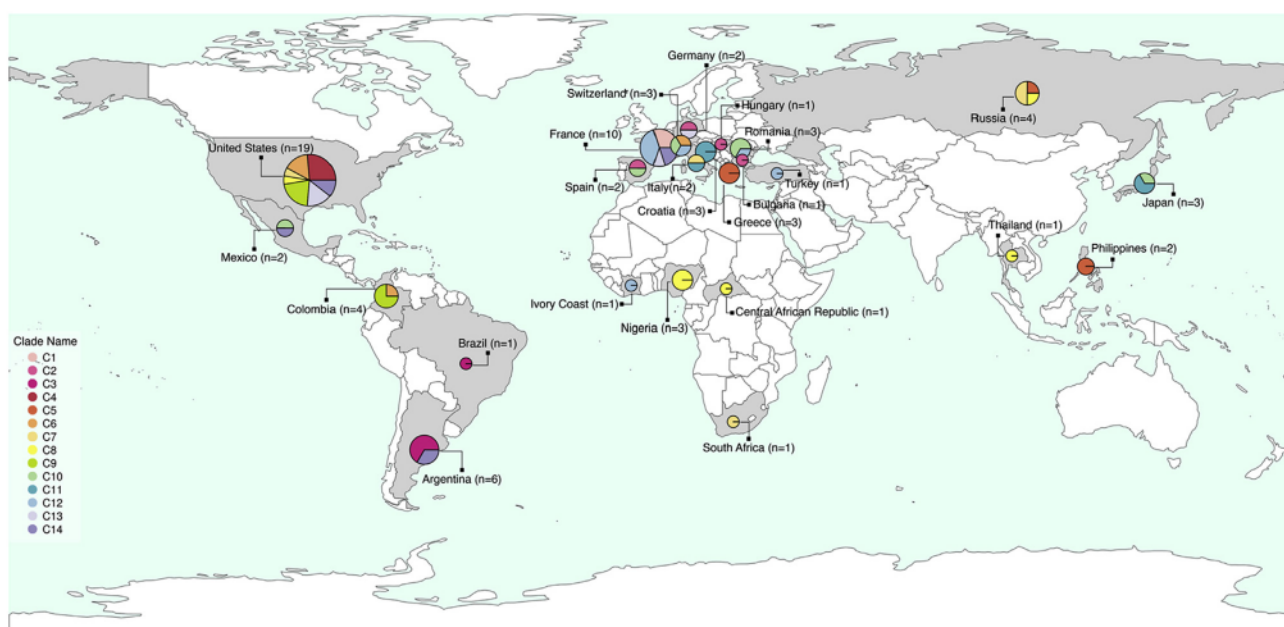 Germany (n=2)
Switzerland (n=3)
Hungary (n=1)
France (n=10)
Romania (n=3)
Russia (n=4)
United States (n=19)
Spain (n=2)
Italy(n=2)
Turkey (n=1)
Croatia (n=3)
Bulgaria (n=1)
Greece (n=3)
Japan (n=3)
Thailand (n=1)
Philippines (n=2)
Mexico (n=2)
Colombia (n=4)
Ivory Coast (n=1)
Nigeria (n=3)
Central African Republic (n=1)
Brazil (n=1)
South Africa (n=1)
Argentina (n=6)
Clade Name
C1
C2
C3
C4
C5
C6
C7
C8
C9
C10
C11
C12
C13
C14